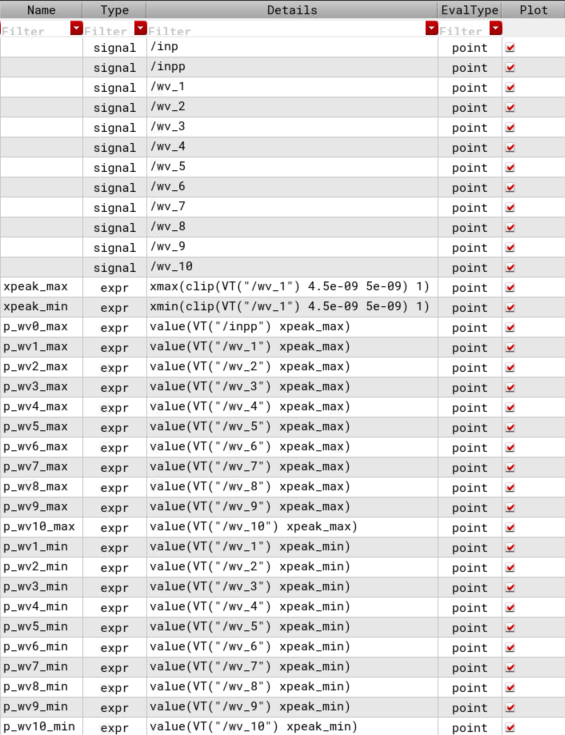 Name Type Details EvalType Plot
Filter Filter Filter Filter
signal /inp point
signal /inpp point
signal /wv_1 point
signal /wv_2 point
signal /wv_3 point
signal /wv_4 point
signal /wv_5 point
signal /wv_6 point
signal /wv_7 point
signal /wv_8 point
signal /wv_9 point
signal /wv_10 point
xpeak_max expr xmax(clip(VT("/wv_1") 4.5e-09 5e-09) 1) point
xpeak_min expr xmin(clip(VT("/wv_1") 4.5e-09 5e-09) 1) point
p_wv0_max expr value(VT("/inpp") xpeak_max) point
p_wv1_max expr value(VT("/wv_1") xpeak_max) point
p_wv2_max expr value(VT("/wv_2") xpeak_max) point
p_wv3_max expr value(VT("/wv_3") xpeak_max) point
p_wv4_max expr value(VT("/wv_4") xpeak_max) point
p_wv5_max expr value(VT("/wv_5") xpeak_max) point
p_wv6_max expr value(VT("/wv_6") xpeak_max) point
p_wv7_max expr value(VT("/wv_7") xpeak_max) point
p_wv8_max expr value(VT("/wv_8") xpeak_max) point
p_wv9_max expr value(VT("/wv_9") xpeak_max) point
p_wv10_max expr value(VT("/wv_10") xpeak_max) point
p_wv1_min expr value(VT("/wv_1") xpeak_min) point
p_wv2_min expr value(VT("/wv_2") xpeak_min) point
p_wv3_min expr value(VT("/wv_3") xpeak_min) point
p_wv4_min expr value(VT("/wv_4") xpeak_min) point
p_wv5_min expr value(VT("/wv_5") xpeak_min) point
p_wv6_min expr value(VT("/wv_6") xpeak_min) point
p_wv7_min expr value(VT("/wv_7") xpeak_min) point
p_wv8_min expr value(VT("/wv_8") xpeak_min) point
p_wv9_min expr value(VT("/wv_9") xpeak_min) point
p_wv10_min expr value(VT("/wv_10") xpeak_min) point